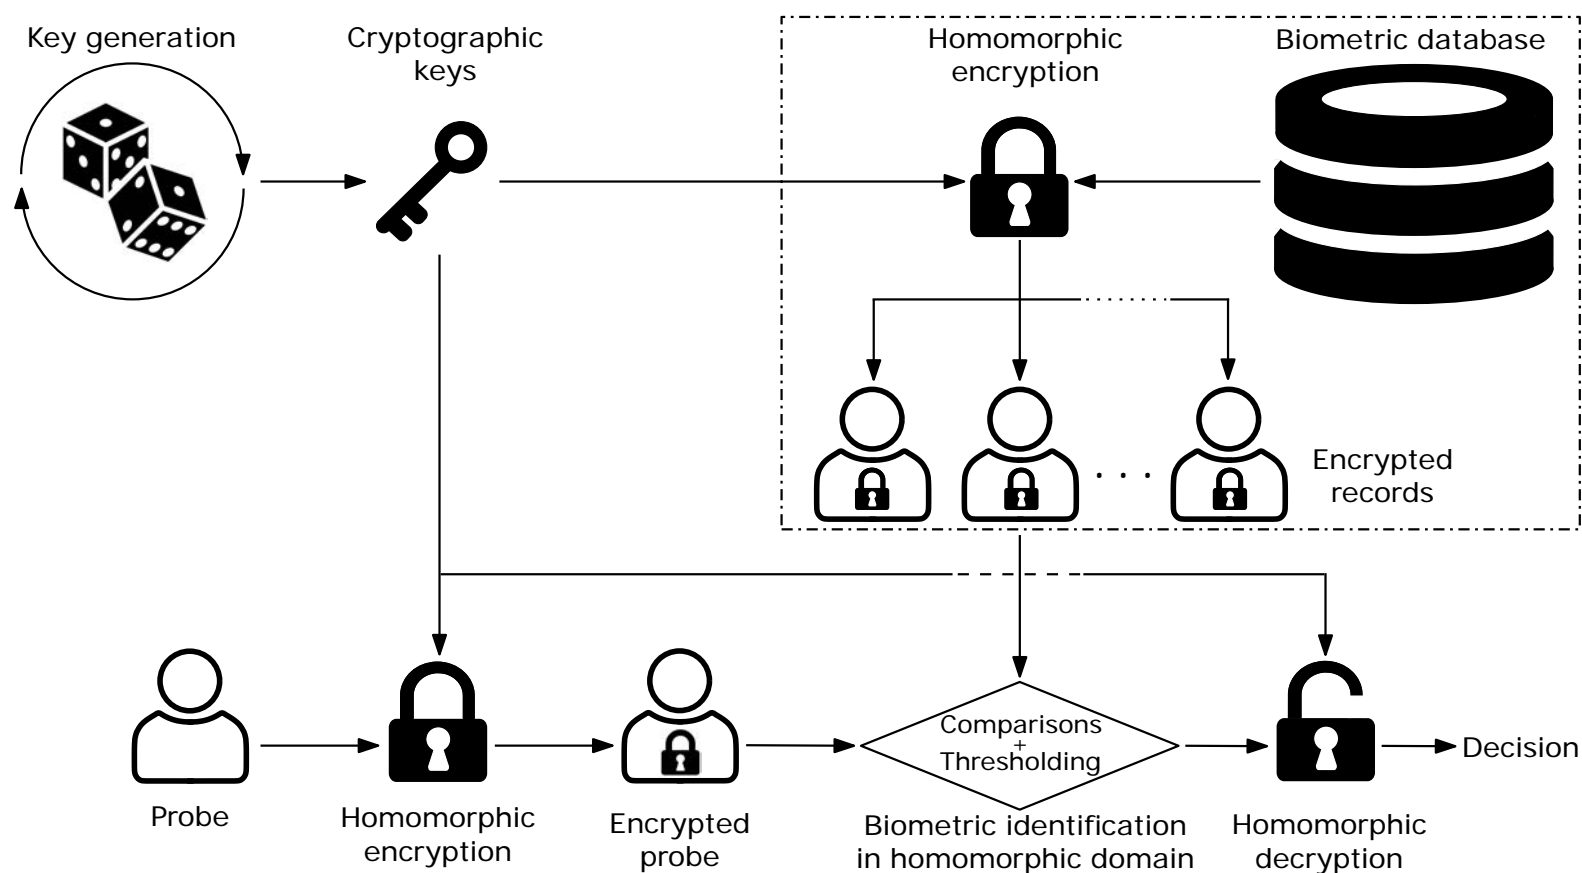 Key generation
Cryptographic
keys
Homomorphic
encryption
Biometric database
Encrypted
records
Comparisons
+
Thresholding
Decision
Probe
Homomorphic
encryption
Encrypted
probe
Biometric identification
in homomorphic domain
Homomorphic
decryption